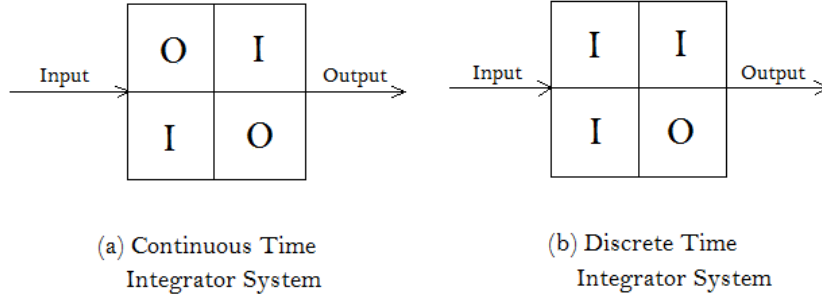 O I
Input Output
I O
(a) Continuous Time
Integrator System
I I
Input Output
I O
(b) Discrete Time
Integrator System